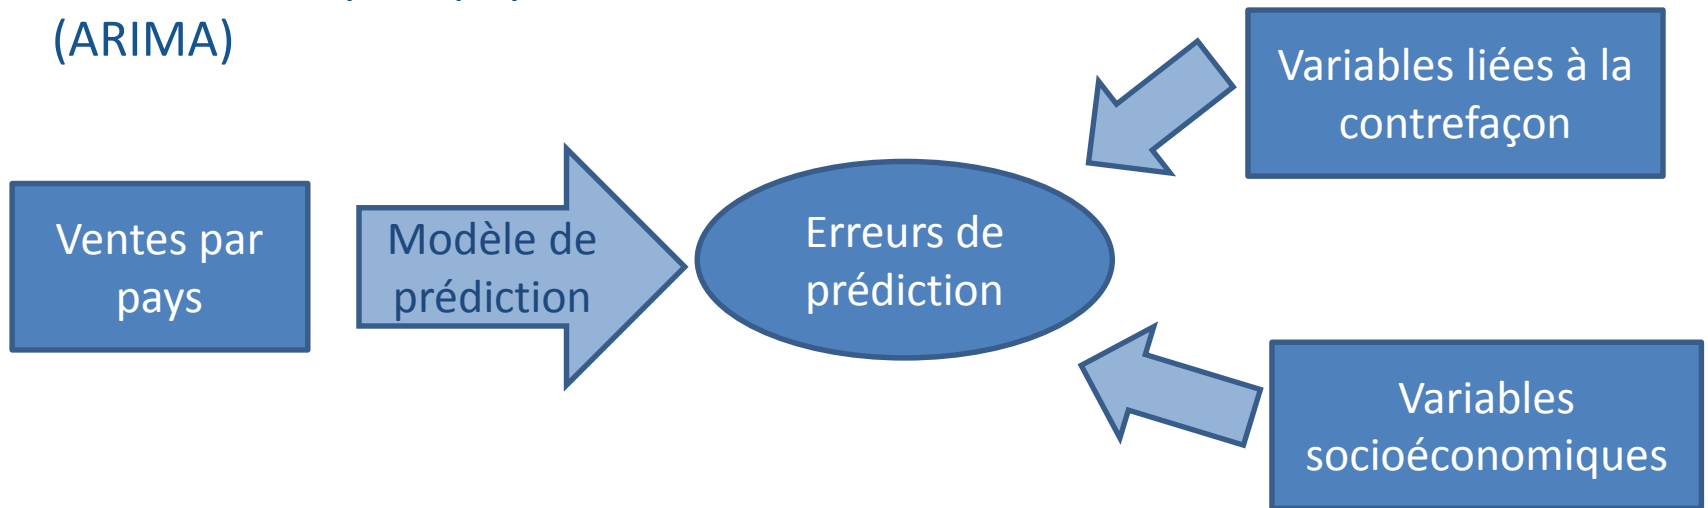 (ARIMA)
Variables liées à la
contrefaçon
Ventes par
pays
Modèle de
prédiction
Erreurs de
prédiction
Variables
socioéconomiques